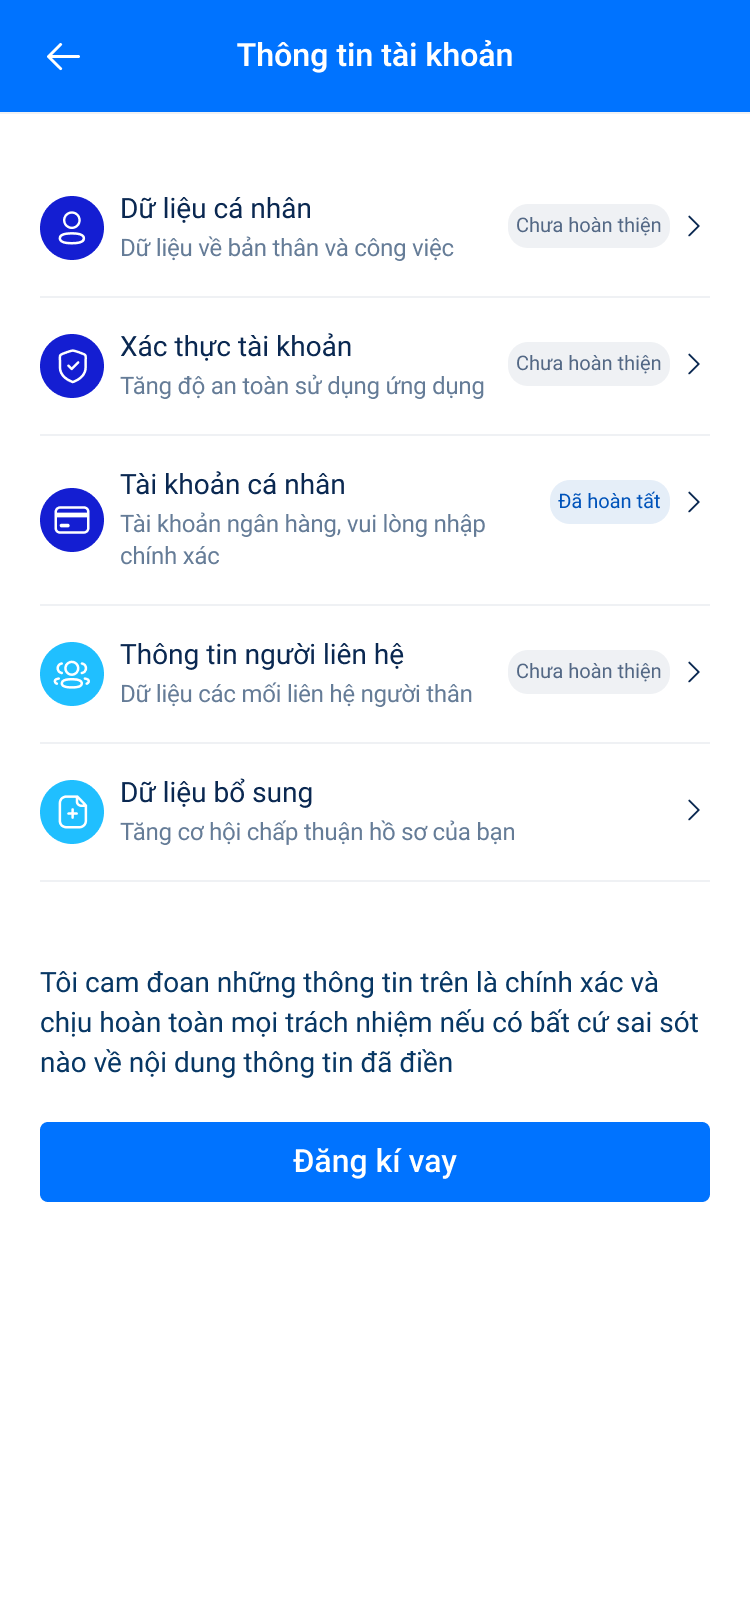 Thông tin tài khoản
Dữ liệu cá nhân
Dữ liệu về bản thân và công việc
Chưa hoàn thiện
Xác thực tài khoản
Tăng độ an toàn sử dụng ứng dụng
Chưa hoàn thiện
Tài khoản cá nhân
Tài khoản ngân hàng, vui lòng nhập
chính xác
Đã hoàn tất
Thông tin người liên hệ
Dữ liệu các mối liên hệ người thân
Chưa hoàn thiện
Dữ liệu bổ sung
Tăng cơ hội chấp thuận hồ sơ của bạn
Tôi cam đoan những thông tin trên là chính xác và
chịu hoàn toàn mọi trách nhiệm nếu có bất cứ sai sót
nào về nội dung thông tin đã điền
Đăng kí vay